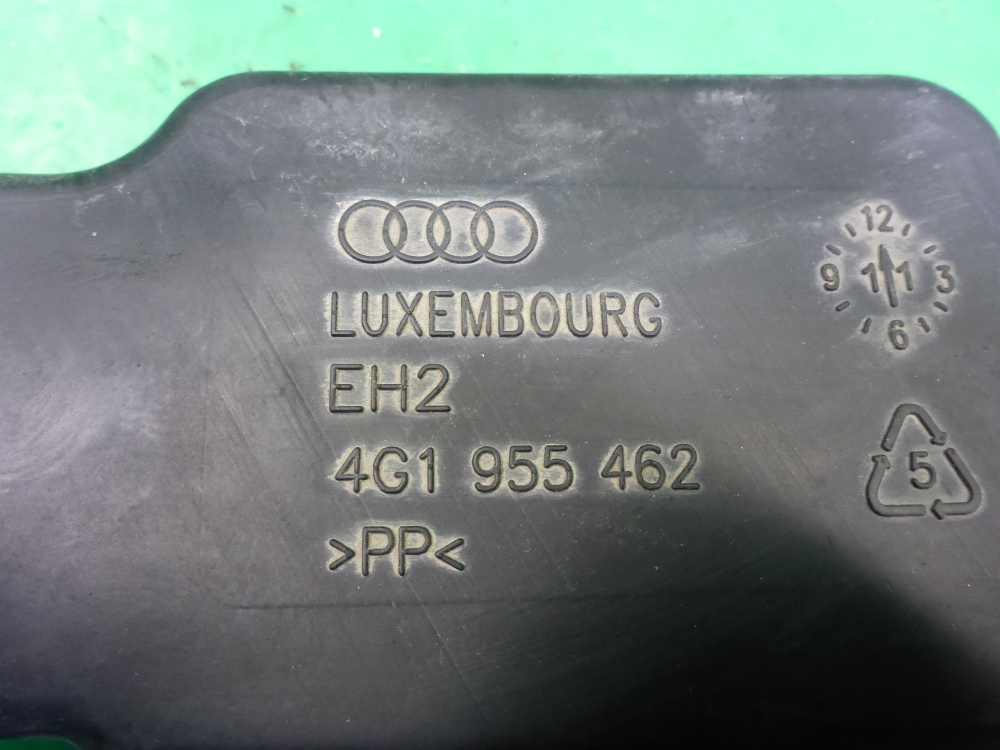 LUXEMBOURG
EH2
4G1 955 462
>PP<
12
9 11 3
6
5